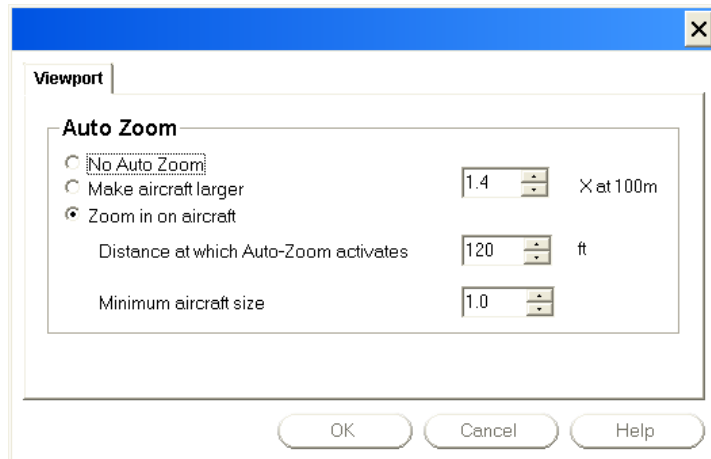 Viewport
Auto Zoom
No Auto Zoom
Make aircraft larger 1.4 X at 100m
Zoom in on aircraft
Distance at which Auto-Zoom activates 120 ft
Minimum aircraft size 1.0
OK Cancel Help